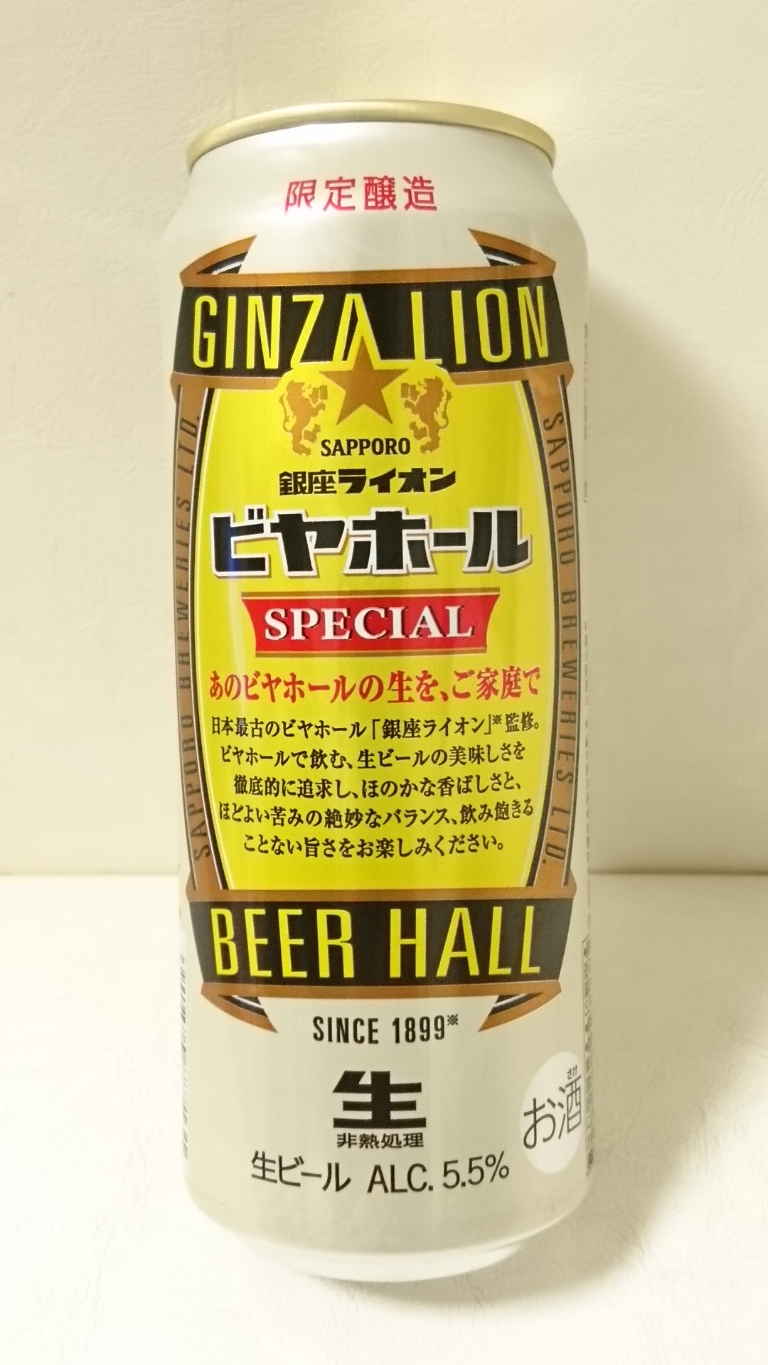 限定醸造
GINZA LION
SAPPORO
銀座ライオン
ビヤホール
SPECIAL
あのビヤホールの生を、ご家庭で
日本最古のビヤホール「銀座ライオン」※監修。
ビヤホールで飲む、生ビールの美味しさを
徹底的に追求し、ほのかな香ばしさと、
ほどよい苦みの絶妙なバランス、飲み飽きる
ことない旨さをお楽しみください。
SAPPORO BREWERIES LTD.
SAPPORO BREWERIES LTD.
BEER HALL
SINCE 1899※
生
非熱処理
生ビール ALC. 5.5%
さけ
お酒